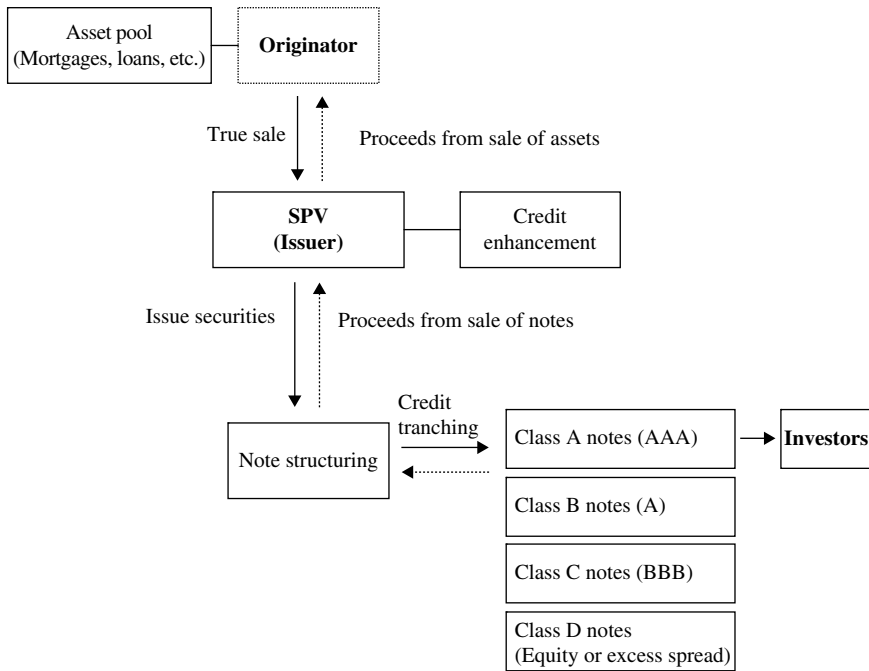 Asset pool
(Mortgages, loans, etc.)
Originator
True sale
Proceeds from sale of assets
SPV
(Issuer)
Credit
enhancement
Issue securities
Proceeds from sale of notes
Credit
tranching
Note structuring
Class A notes (AAA)
Investors
Class B notes (A)
Class C notes (BBB)
Class D notes
(Equity or excess spread)